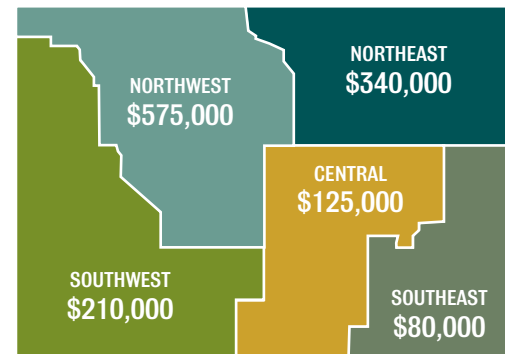 NORTHEAST
$340,000
NORTHWEST
$575,000
CENTRAL
$125,000
SOUTHWEST
$210,000
SOUTHEAST
$80,000